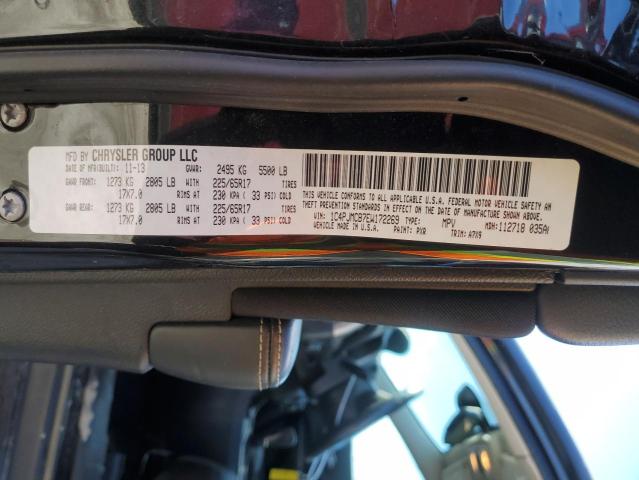 MFD BY CHRYSLER GROUP LLC
DATE OF MFR(BUILT): 11-13 GVWR: 2495 KG 5500 LB
GAWR FRONT: 1273 KG 2805 LB WITH 225/65R17 TIRES
17X7.0 RIMS AT 230 KPA ( 33 PSI) COLD
GAWR REAR: 1273 KG 2805 LB WITH 225/65R17 TIRES
17X7.0 RIMS AT 230 KPA ( 33 PSI) COLD
THIS VEHICLE CONFORMS TO ALL APPLICABLE U.S.A. FEDERAL MOTOR VEHICLE SAFETY AN
THEFT PREVENTION STANDARDS IN EFFECT ON THE DATE OF MANUFACTURE SHOWN ABOVE.
VIN: 1C4PJMCB7EW172269 TYPE: MPV MDH: 112718 035AW
VEHICLE MADE IN U.S.A. PAINT: PXR TRIM: A7X9